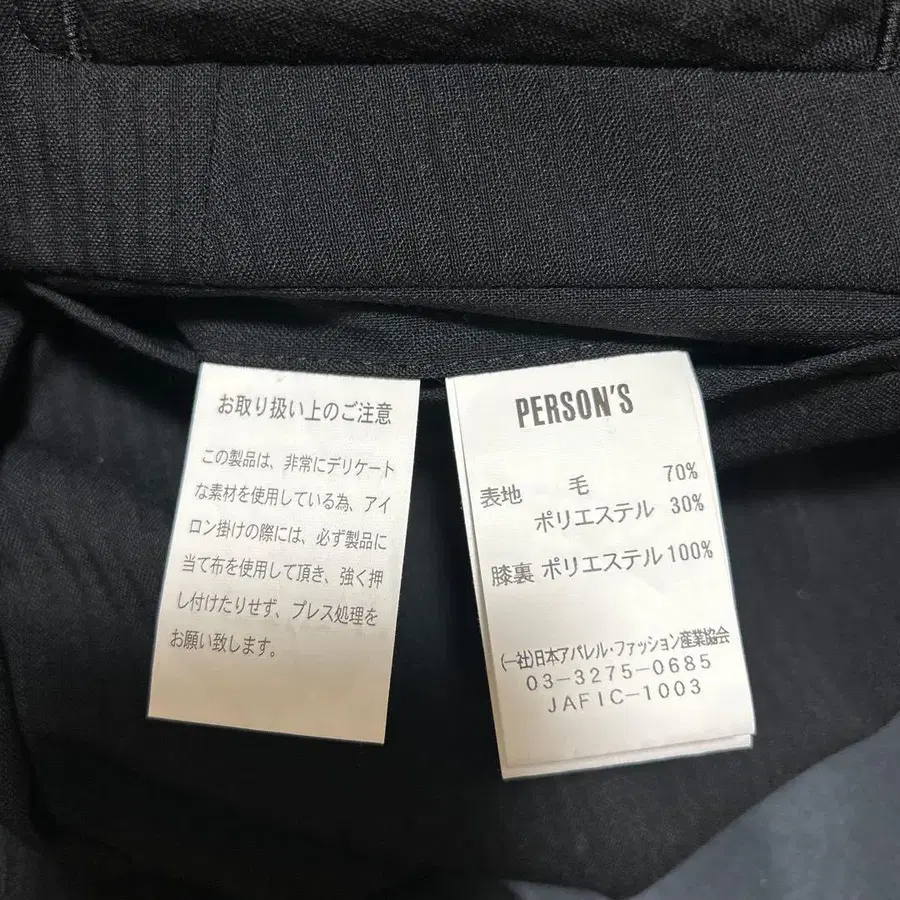 お取り扱い上のご注意
この製品は、非常にデリケート
な素材を使用している為、アイ
ロン掛けの際には、必ず製品に
当て布を使用して頂き、強く押
し付けたりせず、プレス処理を
お願い致します。
PERSON'S
表地 毛 70%
ポリエステル 30%
膝裏 ポリエステル 100%
(一社)日本アパレル・ファッション産業協会
03-3275-0685
JAFIC-1003